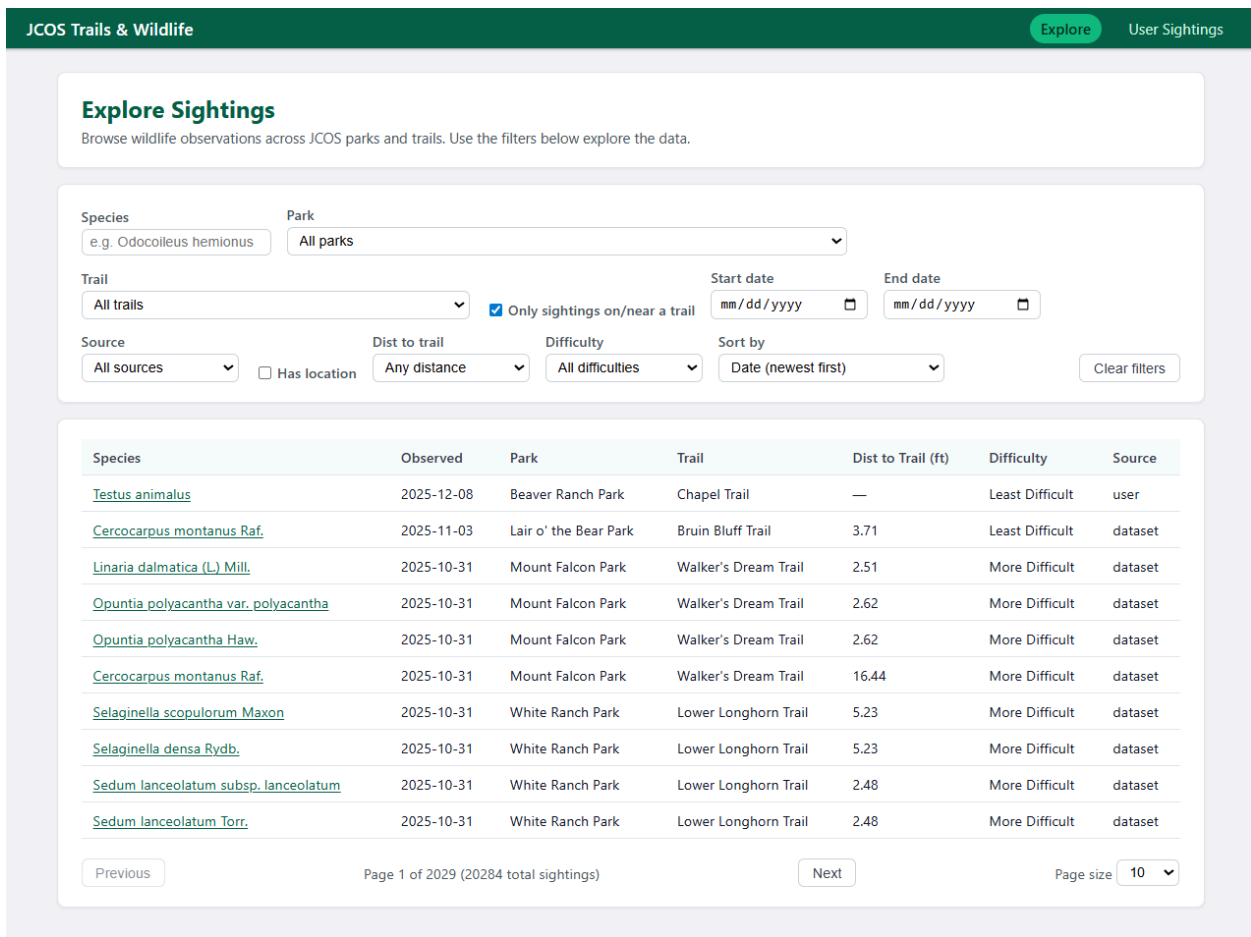 JCOS Trails & Wildlife Explore User Sightings
Explore Sightings
Browse wildlife observations across JCOS parks and trails. Use the filters below explore the data.
Species Park
e.g. Odocoileus hemionus All parks
Trail Start date End date
All trails Only sightings on/near a trail mm/dd/yyyy mm/dd/yyyy
Source Dist to trail Difficulty Sort by
All sources Has location Any distance All difficulties Date (newest first) Clear filters
Species Observed Park Trail Dist to Trail (ft) Difficulty Source
Testus animalus 2025-12-08 Beaver Ranch Park Chapel Trail — Least Difficult user
Cercocarpus montanus Raf. 2025-11-03 Lair o' the Bear Park Bruin Bluff Trail 3.71 Least Difficult dataset
Linaria dalmatica (L.) Mill. 2025-10-31 Mount Falcon Park Walker's Dream Trail 2.51 More Difficult dataset
Opuntia polyacantha var. polyacantha 2025-10-31 Mount Falcon Park Walker's Dream Trail 2.62 More Difficult dataset
Opuntia polyacantha Haw. 2025-10-31 Mount Falcon Park Walker's Dream Trail 2.62 More Difficult dataset
Cercocarpus montanus Raf. 2025-10-31 Mount Falcon Park Walker's Dream Trail 16.44 More Difficult dataset
Selaginella scopulorum Maxon 2025-10-31 White Ranch Park Lower Longhorn Trail 5.23 More Difficult dataset
Selaginella densa Rydb. 2025-10-31 White Ranch Park Lower Longhorn Trail 5.23 More Difficult dataset
Sedum lanceolatum subsp. lanceolatum 2025-10-31 White Ranch Park Lower Longhorn Trail 2.48 More Difficult dataset
Sedum lanceolatum Torr. 2025-10-31 White Ranch Park Lower Longhorn Trail 2.48 More Difficult dataset
Previous Page 1 of 2029 (20284 total sightings) Next Page size 10